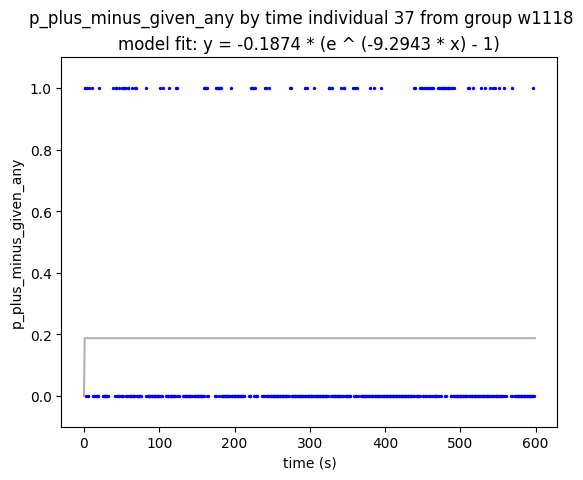 p_plus_minus_given_any by time individual 37 from group w1118
model fit: y = -0.1874 * (e ^ (-9.2943 * x) - 1)
1.0
0.8
0.6
0.4
0.2
0.0
p_plus_minus_given_any
0 100 200 300 400 500 600
time (s)